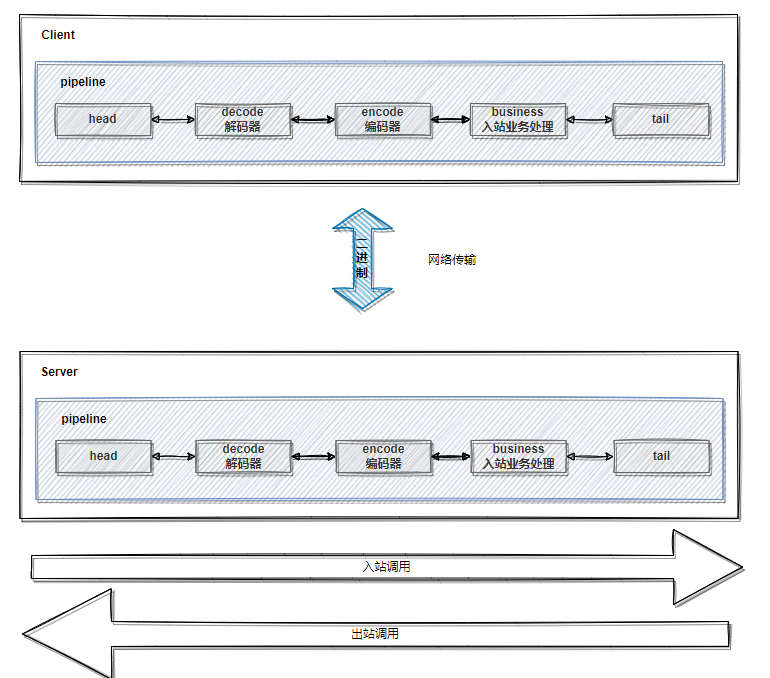 Client
pipeline
head
decode
解码器
encode
编码器
business
入站业务处理
tail
二
进
制
网络传输
Server
pipeline
head
decode
解码器
encode
编码器
business
入站业务处理
tail
入站调用
出站调用